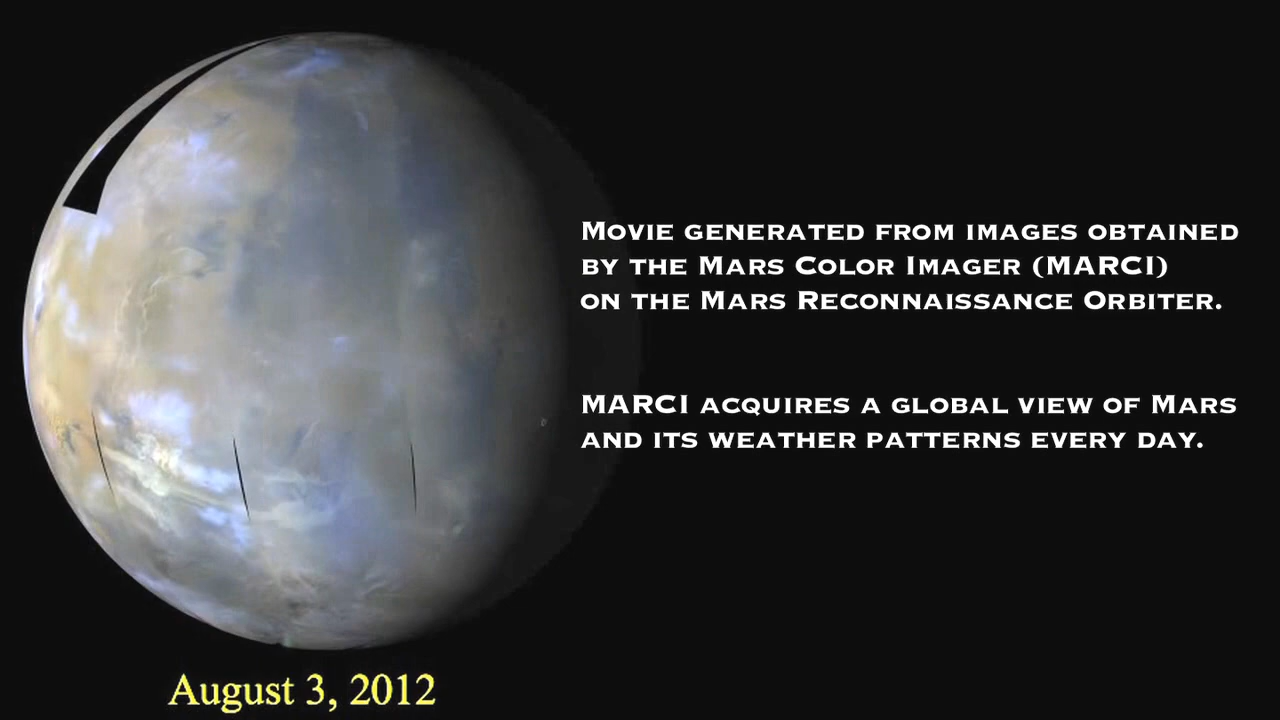 Movie generated from images obtained
by the Mars Color Imager (MARCI)
on the Mars Reconnaissance Orbiter.
MARCI acquires a global view of Mars
and its weather patterns every day.
August 3, 2012